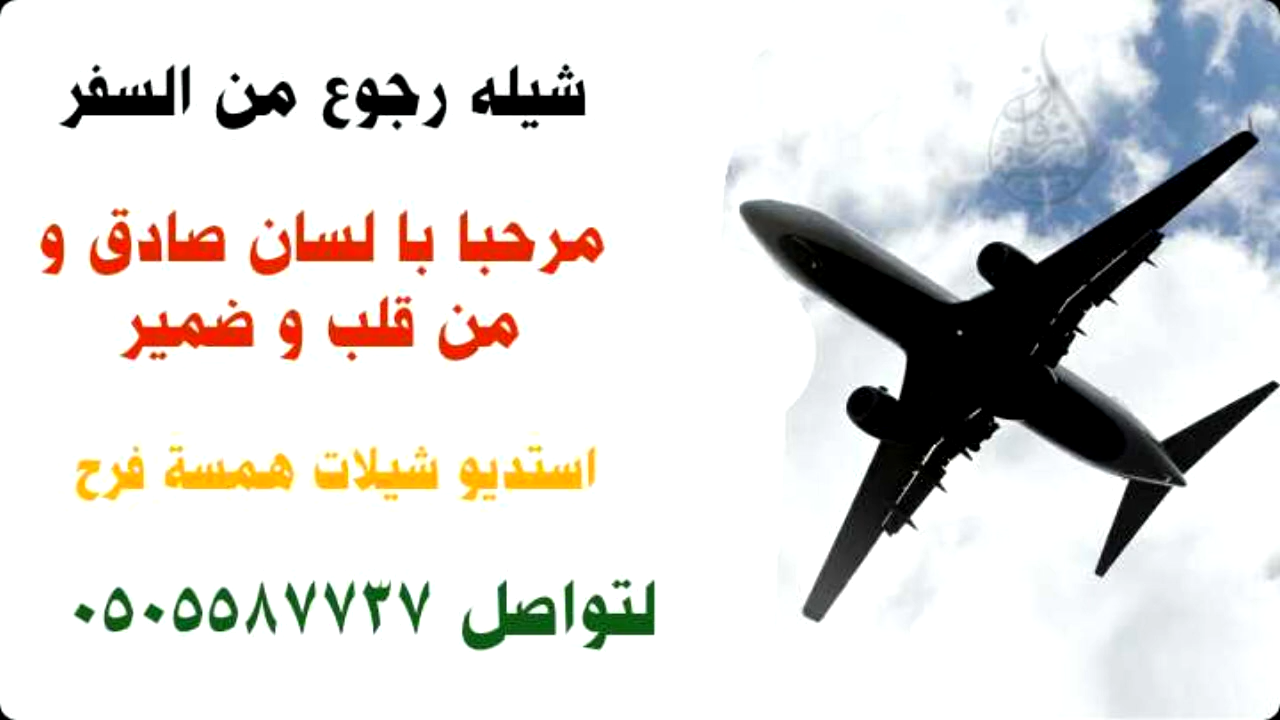 شيله رجوع من السفر
مرحبا با لسان صادق و
من قلب و ضمير
استديو شيلات همسة فرح
لتواصل ٠٥٠٥٥٨٧٧٣٧